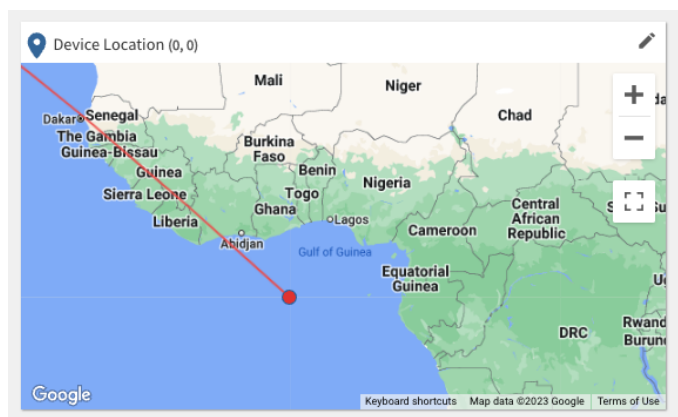 Device Location (0, 0)
Mali
Niger
Chad
Dakar
Senegal
The Gambia
Guinea-Bissau
Guinea
Sierra Leone
Liberia
Burkina
Faso
Benin
Togo
Ghana
Nigeria
Lagos
Abidjan
Central
African
Republic
Cameroon
Gulf of Guinea
Equatorial
Guinea
DRC
Rwand
Burun
Google
Keyboard shortcuts
Map data ©2023 Google
Terms of Use